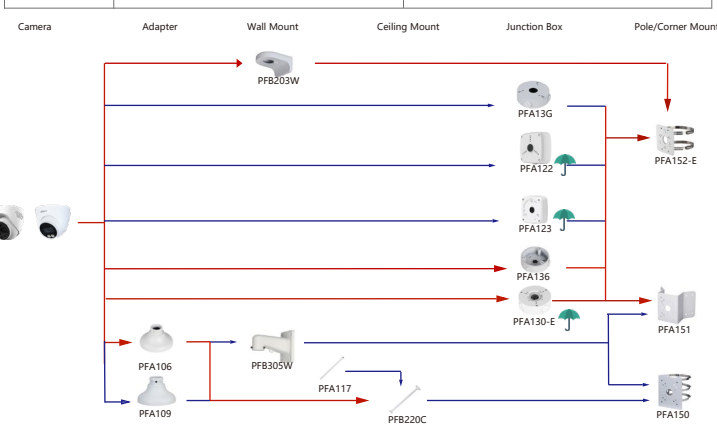 Camera
Adapter
Wall Mount
Ceiling Mount
Junction Box
Pole/Corner Mount
PFB203W
PFA13G
PFA122
PFA152-E
PFA123
PFA136
PFA130-E
PFA151
PFA106
PFB305W
PFA117
PFA109
PFB220C
PFA150